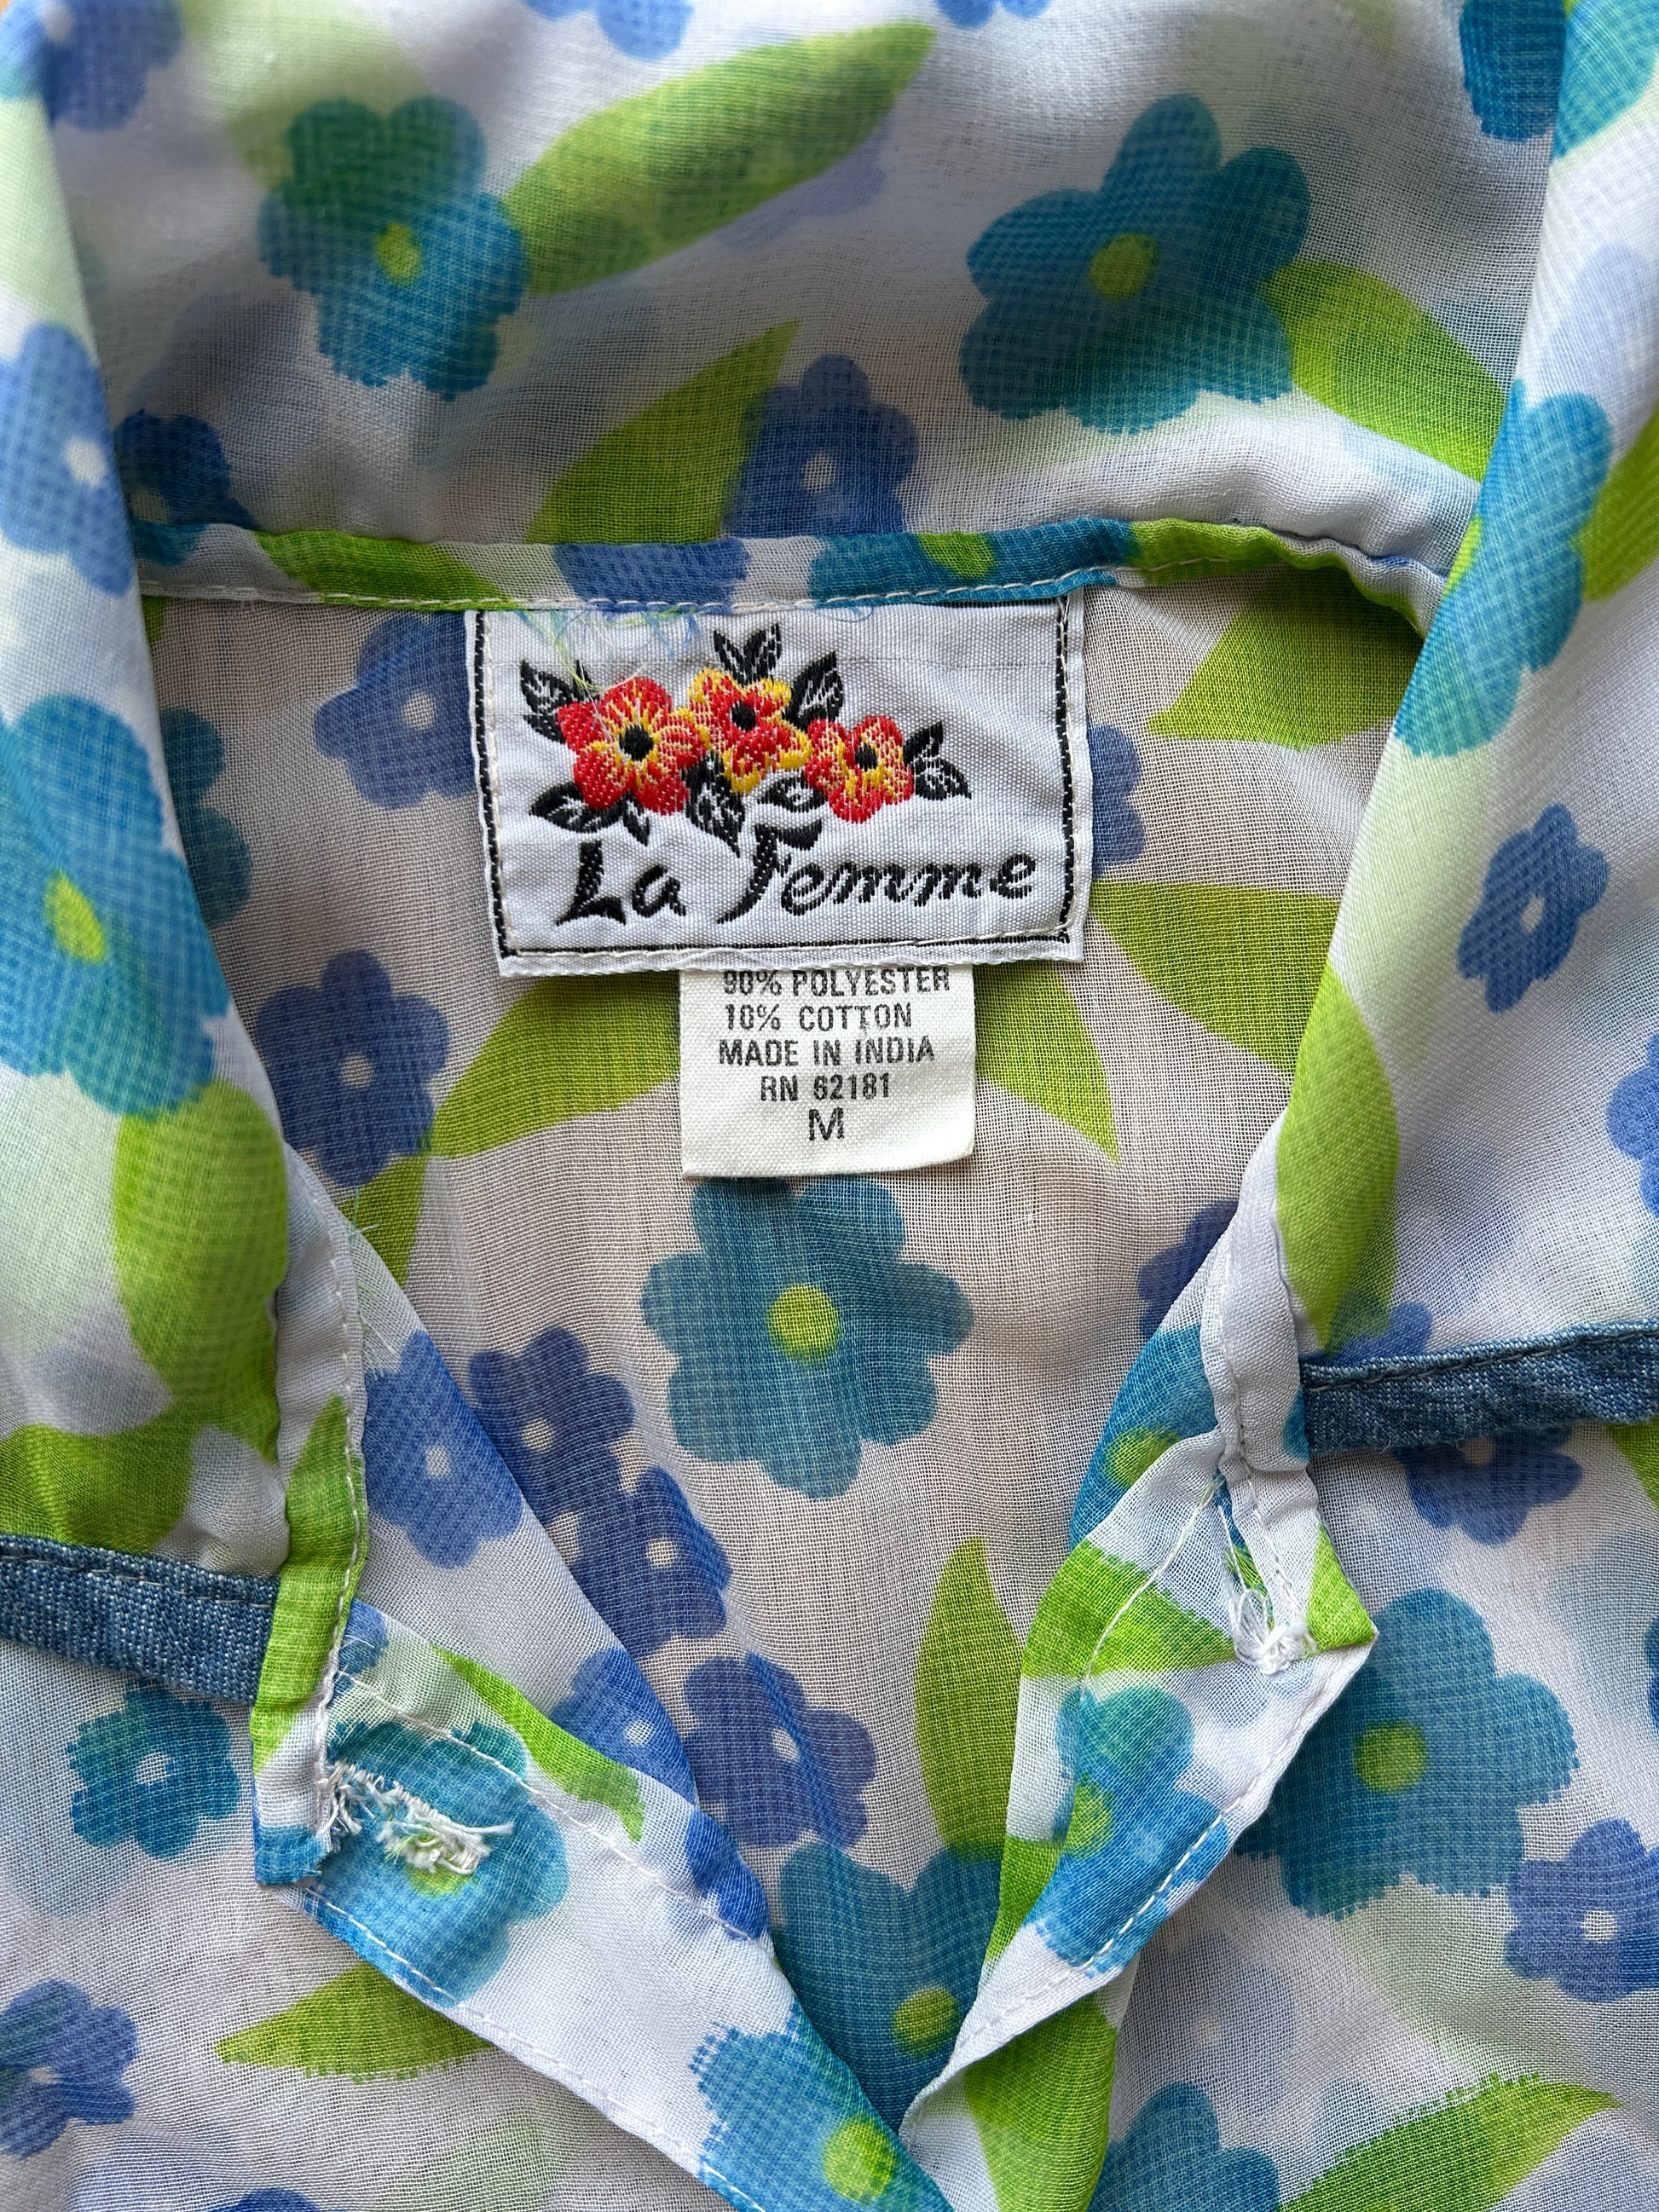 La Femme
90% POLYESTER
10% COTTON
MADE IN INDIA
RN 62181
M